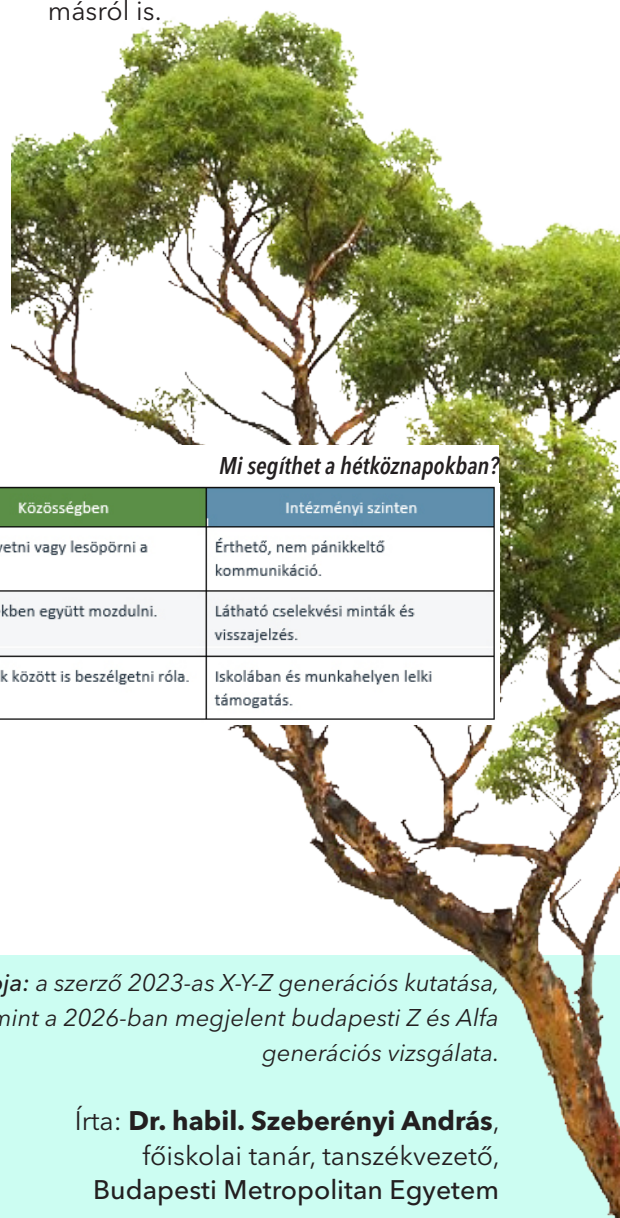 másról is.
Mi segíthet a hétköznapokban?
Közösségben
Intézményi szinten
vagy lesöpörni a
Érthető, nem pánikkeltő
kommunikáció.
együtt mozdulni.
Látható cselekvési minták és
visszajelzés.
között is beszélgetni róla.
Iskolában és munkahelyen lelki
támogatás.
a szerző 2023-as X-Y-Z generációs kutatása,
mint a 2026-ban megjelent budapesti Z és Alfa
generációs vizsgálata.
Írta: Dr. habil. Szeberényi András,
főiskolai tanár, tanszékvezető,
Budapesti Metropolitan Egyetem